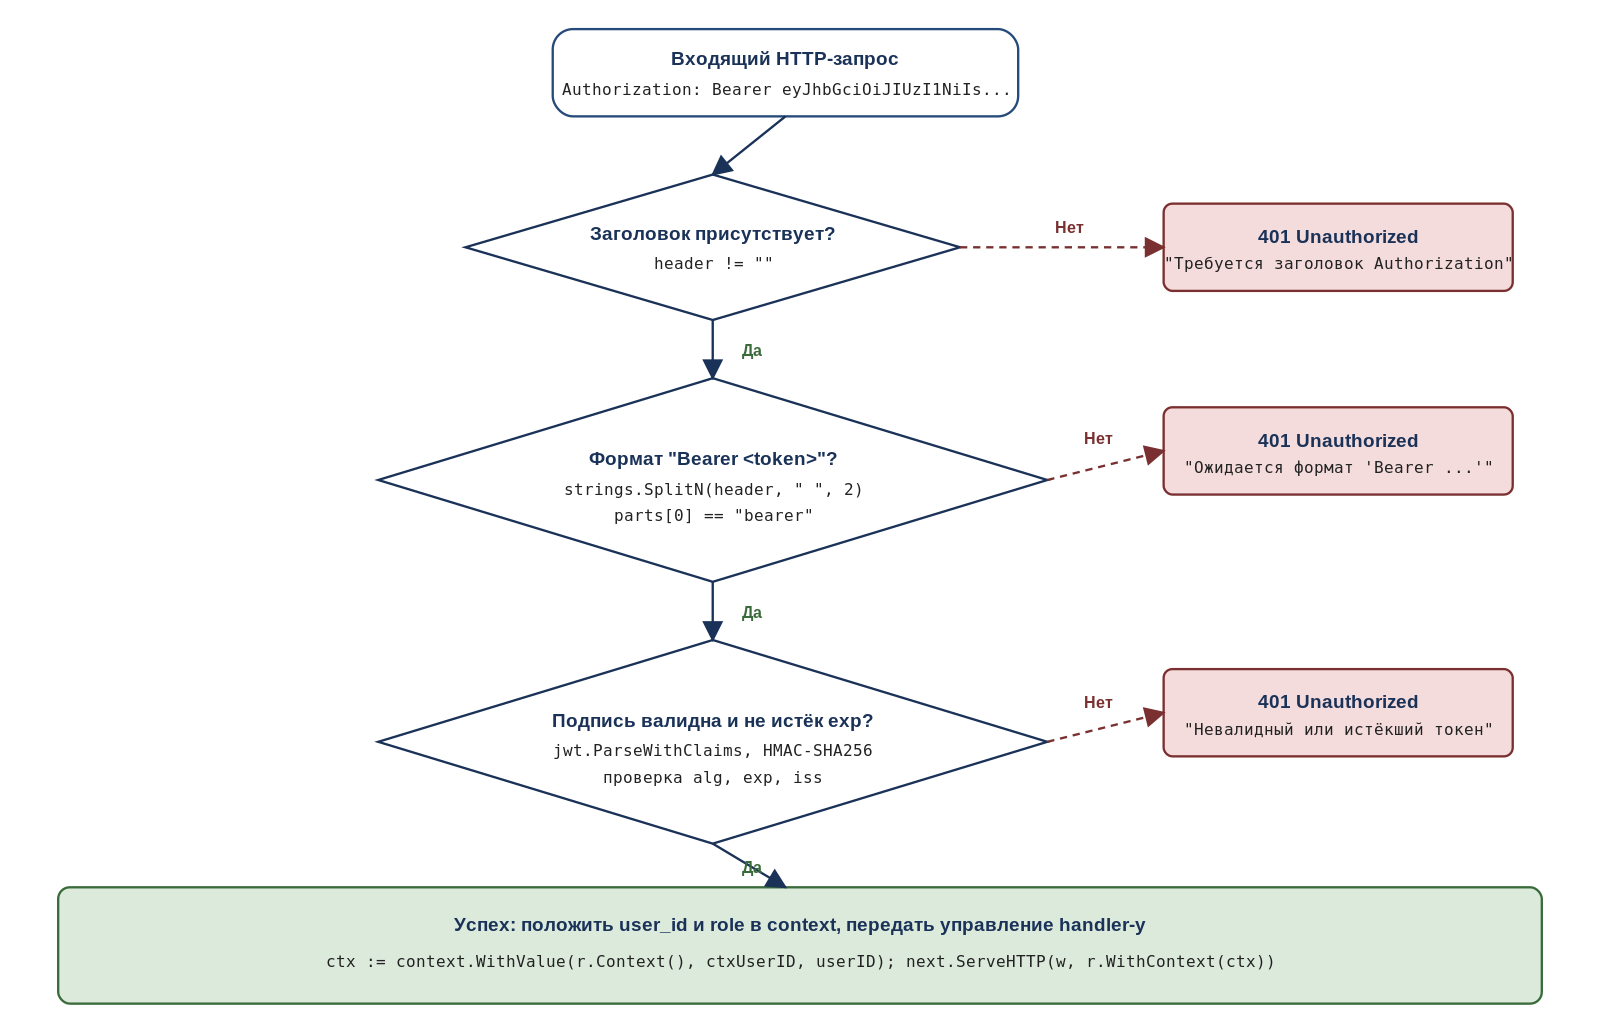 Входящий HTTP-запрос
Authorization: Bearer eyJhbGciOiJIUzI1NiIs...
Заголовок присутствует?
header != ""
Нет
401 Unauthorized
"Требуется заголовок Authorization"
Да
Формат "Bearer <token>"?
strings.SplitN(header, " ", 2)
parts[0] == "bearer"
Нет
401 Unauthorized
"Ожидается формат 'Bearer ...'"
Да
Подпись валидна и не истёк exp?
jwt.ParseWithClaims, HMAC-SHA256
проверка alg, exp, iss
Нет
401 Unauthorized
"Невалидный или истёкший токен"
Да
Успех: положить user_id и role в context, передать управление handler-у
ctx := context.WithValue(r.Context(), ctxUserID, userID); next.ServeHTTP(w, r.WithContext(ctx))